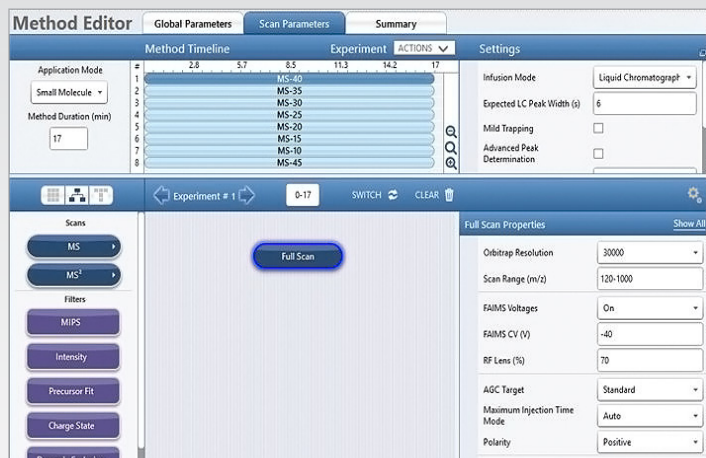 Method Editor
Global Parameters
Scan Parameters
Summary
Method Timeline
Experiment
ACTIONS
Settings
Application Mode
Small Molecule
Method Duration (min)
17
# 2.8 5.7 8.5 11.3 14.2 17
1 MS-40
2 MS-35
3 MS-30
4 MS-25
5 MS-20
6 MS-15
7 MS-10
8 MS-45
Infusion Mode
Liquid Chromatograph
Expected LC Peak Width (s)
6
Mild Trapping
Advanced Peak
Determination
Experiment # 1
0-17
SWITCH
CLEAR
Scans
MS
MS²
Filters
MIPS
Intensity
Precursor Fit
Charge State
Full Scan
Full Scan Properties
Show All
Orbitrap Resolution
30000
Scan Range (m/z)
120-1000
FAIMS Voltages
On
FAIMS CV (V)
-40
RF Lens (%)
70
AGC Target
Standard
Maximum Injection Time
Mode
Auto
Polarity
Positive